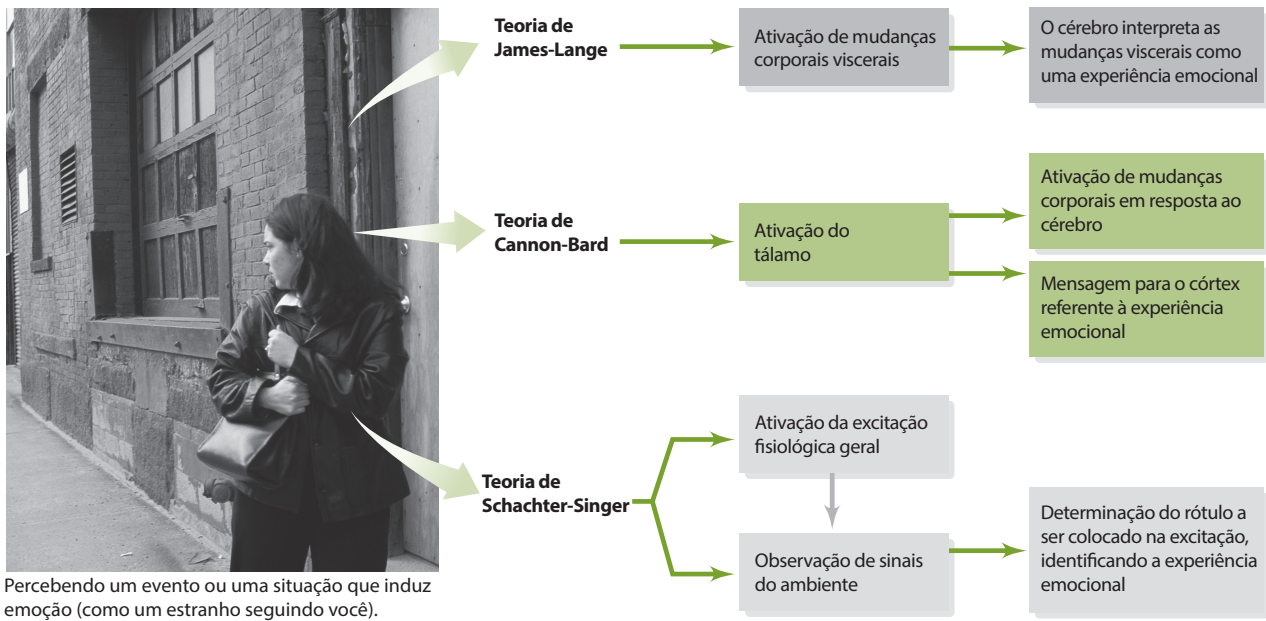 Teoria de
James-Lange
Ativação de mudanças
corporais viscerais
O cérebro interpreta as
mudanças viscerais como
uma experiência emocional
Teoria de
Cannon-Bard
Ativação do
tálamo
Ativação de mudanças
corporais em resposta ao
cérebro
Mensagem para o córtex
referente à experiência
emocional
Teoria de
Schachter-Singer
Ativação da excitação
fisiológica geral
Observação de sinais
do ambiente
Determinação do rótulo a
ser colocado na excitação,
identificando a experiência
emocional
Percebendo um evento ou uma situação que induz
emoção (como um estranho seguindo você).